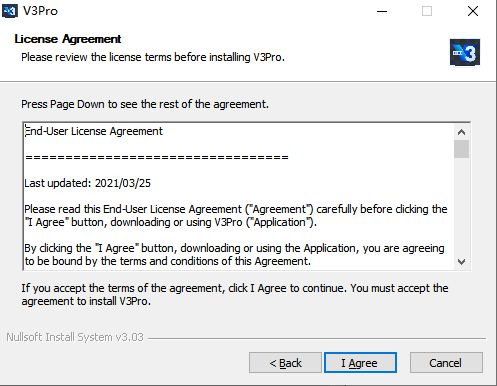 V3Pro
License Agreement
Please review the license terms before installing V3Pro.
V3
Press Page Down to see the rest of the agreement.
End-User License Agreement
=================================
Last updated: 2021/03/25
Please read this End-User License Agreement ("Agreement") carefully before clicking the
"I Agree" button, downloading or using V3Pro ("Application").
By clicking the "I Agree" button, downloading or using the Application, you are agreeing
to be bound by the terms and conditions of this Agreement.
If you accept the terms of the agreement, click I Agree to continue. You must accept the
agreement to install V3Pro.
Nullsoft Install System v3.03
< Back
I Agree
Cancel